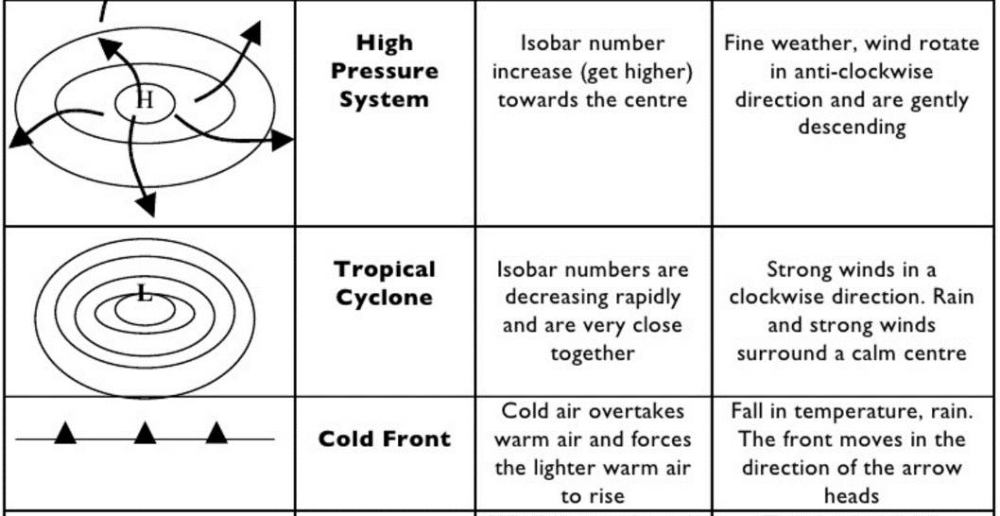 H
High
Pressure
System
Isobar number
increase (get higher)
towards the centre
Fine weather, wind rotate
in anti-clockwise
direction and are gently
descending
L
Tropical
Cyclone
Isobar numbers are
decreasing rapidly
and are very close
together
Strong winds in a
clockwise direction. Rain
and strong winds
surround a calm centre
Cold Front
Cold air overtakes
warm air and forces
the lighter warm air
to rise
Fall in temperature, rain.
The front moves in the
direction of the arrow
heads